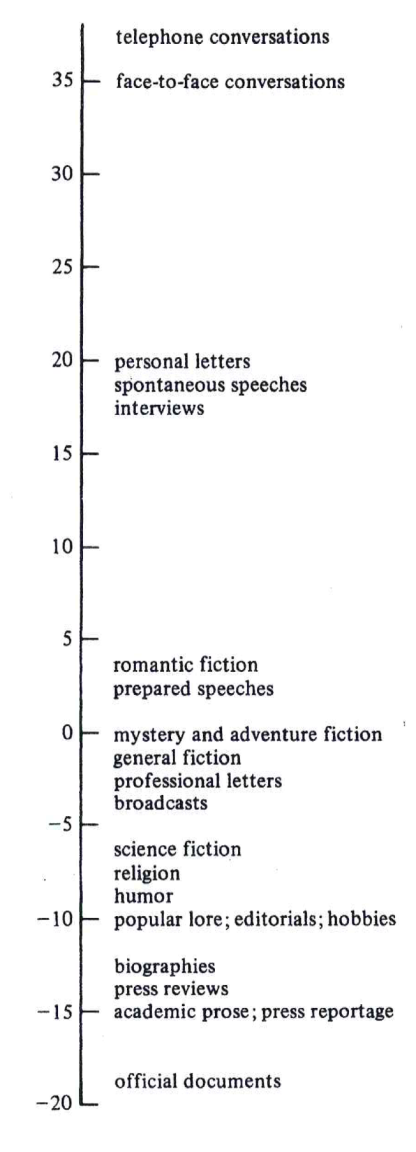 telephone conversations
35 face-to-face conversations
30
25
20 personal letters
spontaneous speeches
interviews
15
10
5
romantic fiction
prepared speeches
0 mystery and adventure fiction
general fiction
professional letters
broadcasts
−5
science fiction
religion
humor
−10 popular lore; editorials; hobbies
biographies
press reviews
−15 academic prose; press reportage
official documents
−20